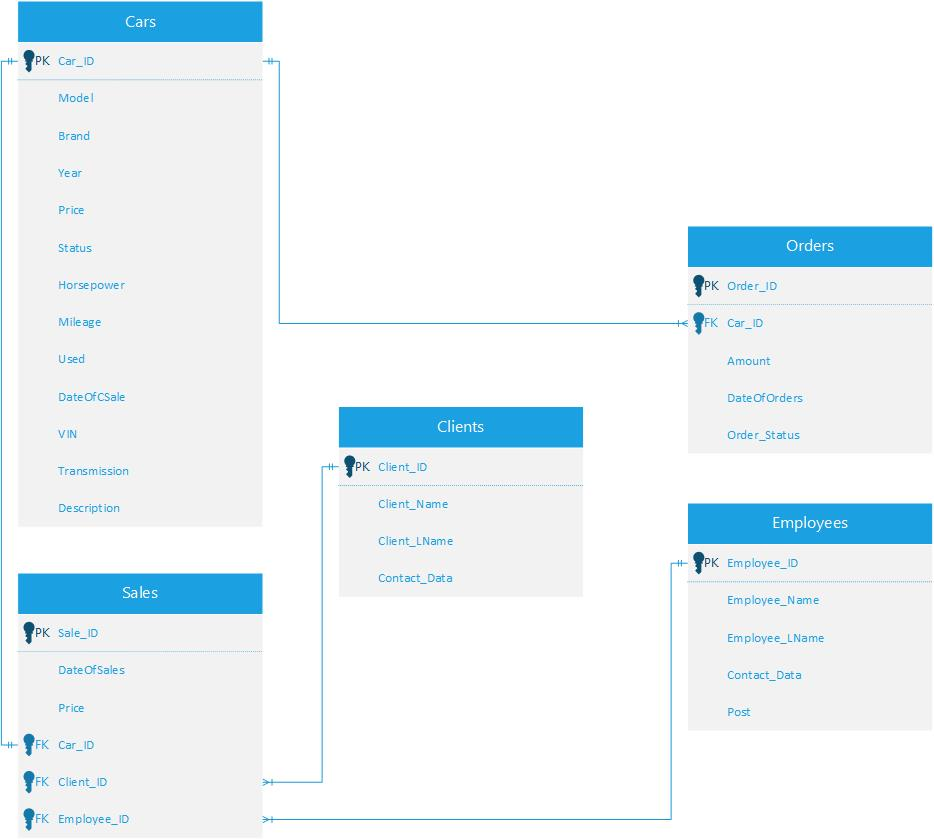 Cars
PK Car_ID
Model
Brand
Year
Price
Status
Horsepower
Mileage
Used
DateOfCSale
VIN
Transmission
Description
Orders
PK Order_ID
FK Car_ID
Amount
DateOfOrders
Order_Status
Clients
PK Client_ID
Client_Name
Client_LName
Contact_Data
Employees
PK Employee_ID
Employee_Name
Employee_LName
Contact_Data
Post
Sales
PK Sale_ID
DateOfSales
Price
FK Car_ID
FK Client_ID
FK Employee_ID